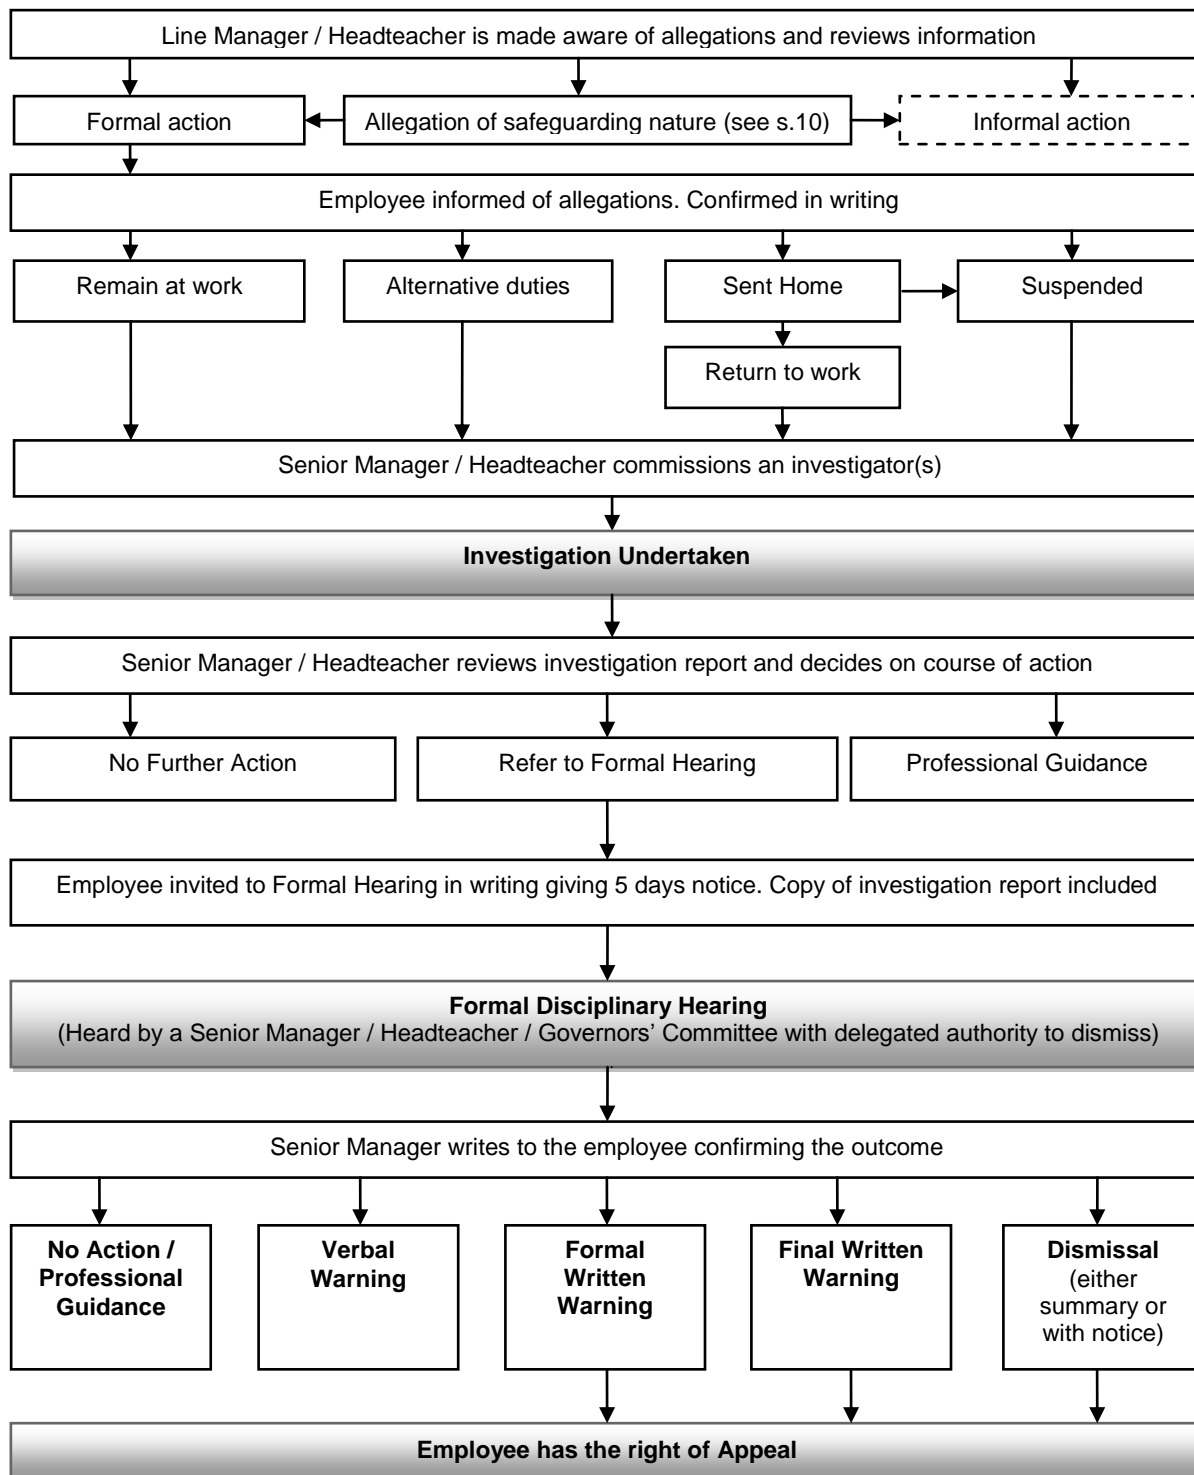 Line Manager / Headteacher is made aware of allegations and reviews information
Formal action
Allegation of safeguarding nature (see s.10)
Informal action
Employee informed of allegations. Confirmed in writing
Remain at work
Alternative duties
Sent Home
Suspended
Return to work
Senior Manager / Headteacher commissions an investigator(s)
Investigation Undertaken
Senior Manager / Headteacher reviews investigation report and decides on course of action
No Further Action
Refer to Formal Hearing
Professional Guidance
Employee invited to Formal Hearing in writing giving 5 days notice. Copy of investigation report included
Formal Disciplinary Hearing
(Heard by a Senior Manager / Headteacher / Governors’ Committee with delegated authority to dismiss)
Senior Manager writes to the employee confirming the outcome
No Action /
Professional
Guidance
Verbal
Warning
Formal
Written
Warning
Final Written
Warning
Dismissal
(either
summary or
with notice)
Employee has the right of Appeal